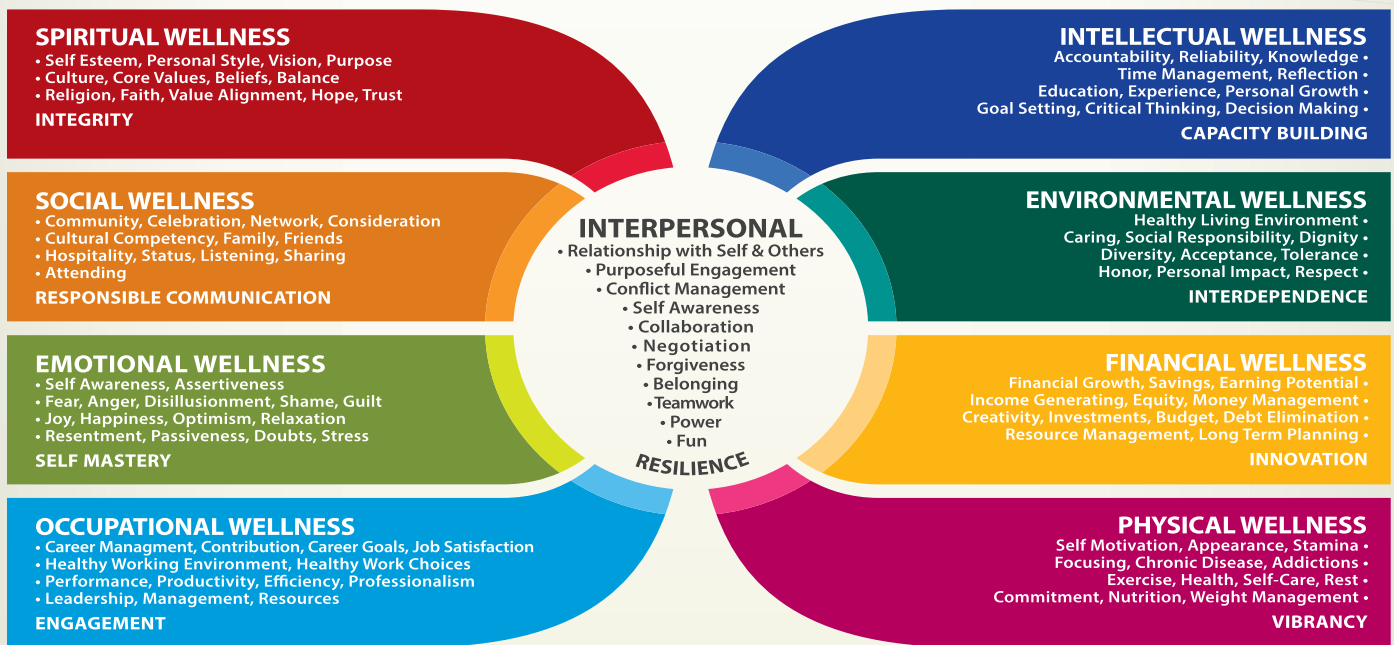 SPIRITUAL WELLNESS
• Self Esteem, Personal Style, Vision, Purpose
• Culture, Core Values, Beliefs, Balance
• Religion, Faith, Value Alignment, Hope, Trust
INTEGRITY
SOCIAL WELLNESS
• Community, Celebration, Network, Consideration
• Cultural Competency, Family, Friends
• Hospitality, Status, Listening, Sharing
• Attending
RESPONSIBLE COMMUNICATION
EMOTIONAL WELLNESS
• Self Awareness, Assertiveness
• Fear, Anger, Disillusionment, Shame, Guilt
• Joy, Happiness, Optimism, Relaxation
• Resentment, Passiveness, Doubts, Stress
SELF MASTERY
OCCUPATIONAL WELLNESS
• Career Managment, Contribution, Career Goals, Job Satisfaction
• Healthy Working Environment, Healthy Work Choices
• Performance, Productivity, Efficiency, Professionalism
• Leadership, Management, Resources
ENGAGEMENT
INTERPERSONAL
• Relationship with Self & Others
• Purposeful Engagement
• Conflict Management
• Self Awareness
• Collaboration
• Negotiation
• Forgiveness
• Belonging
• Teamwork
• Power
• Fun
RESILIENCE
INTELLECTUAL WELLNESS
Accountability, Reliability, Knowledge •
Time Management, Reflection •
Education, Experience, Personal Growth •
Goal Setting, Critical Thinking, Decision Making •
CAPACITY BUILDING
ENVIRONMENTAL WELLNESS
Healthy Living Environment •
Caring, Social Responsibility, Dignity •
Diversity, Acceptance, Tolerance •
Honor, Personal Impact, Respect •
INTERDEPENDENCE
FINANCIAL WELLNESS
Financial Growth, Savings, Earning Potential •
Income Generating, Equity, Money Management •
Creativity, Investments, Budget, Debt Elimination •
Resource Management, Long Term Planning •
INNOVATION
PHYSICAL WELLNESS
Self Motivation, Appearance, Stamina •
Focusing, Chronic Disease, Addictions •
Exercise, Health, Self-Care, Rest •
Commitment, Nutrition, Weight Management •
VIBRANCY